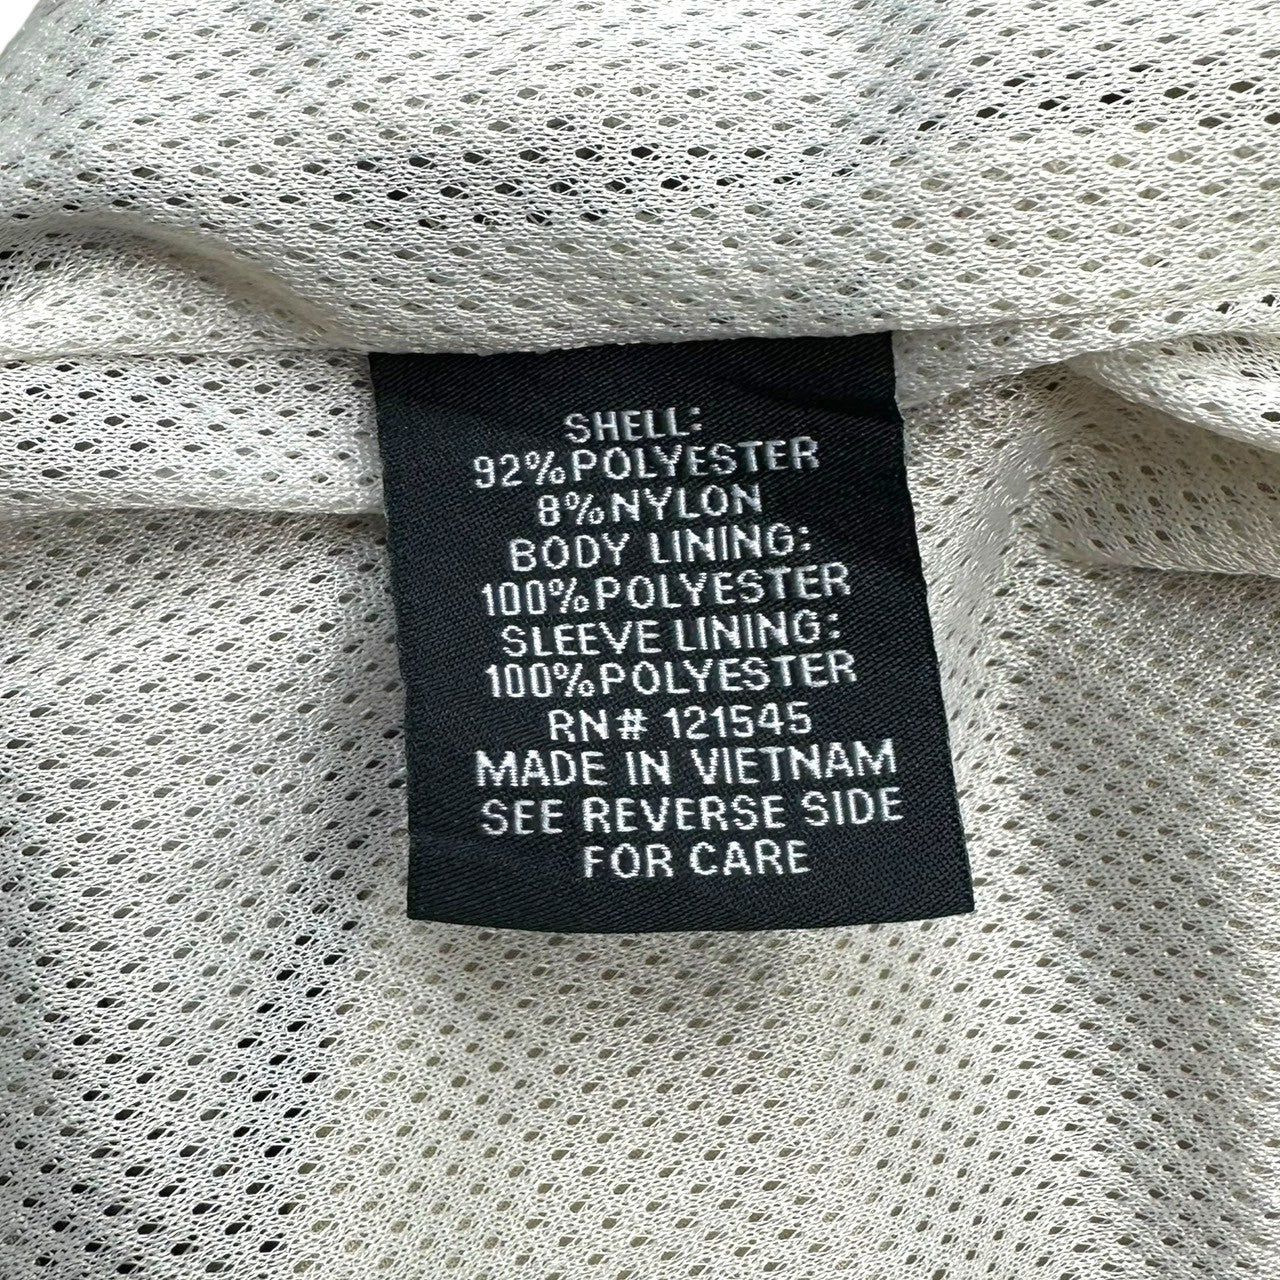 SHELL:
92%POLYESTER
8%NYLON
BODY LINING:
100%POLYESTER
SLEEVE LINING:
100%POLYESTER
RN# 121545
MADE IN VIETNAM
SEE REVERSE SIDE
FOR CARE